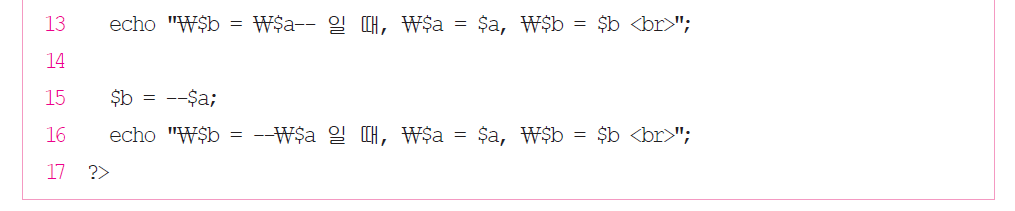 13 echo "₩$b = ₩$a-- 일 때, ₩$a = $a, ₩$b = $b <br>";
14
15 $b = --$a;
16 echo "₩$b = --₩$a 일 때, ₩$a = $a, ₩$b = $b <br>";
17 ?>